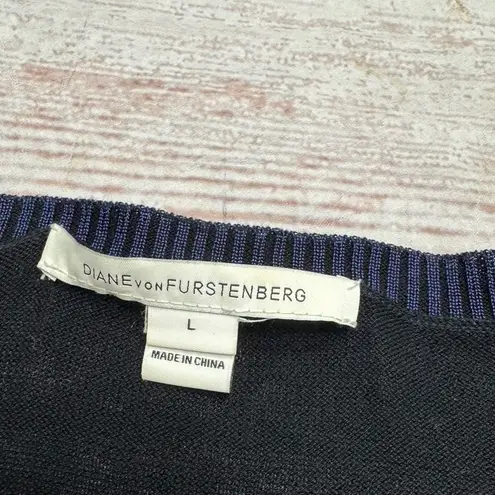 DIANE VON FURSTENBERG
L
MADE IN CHINA